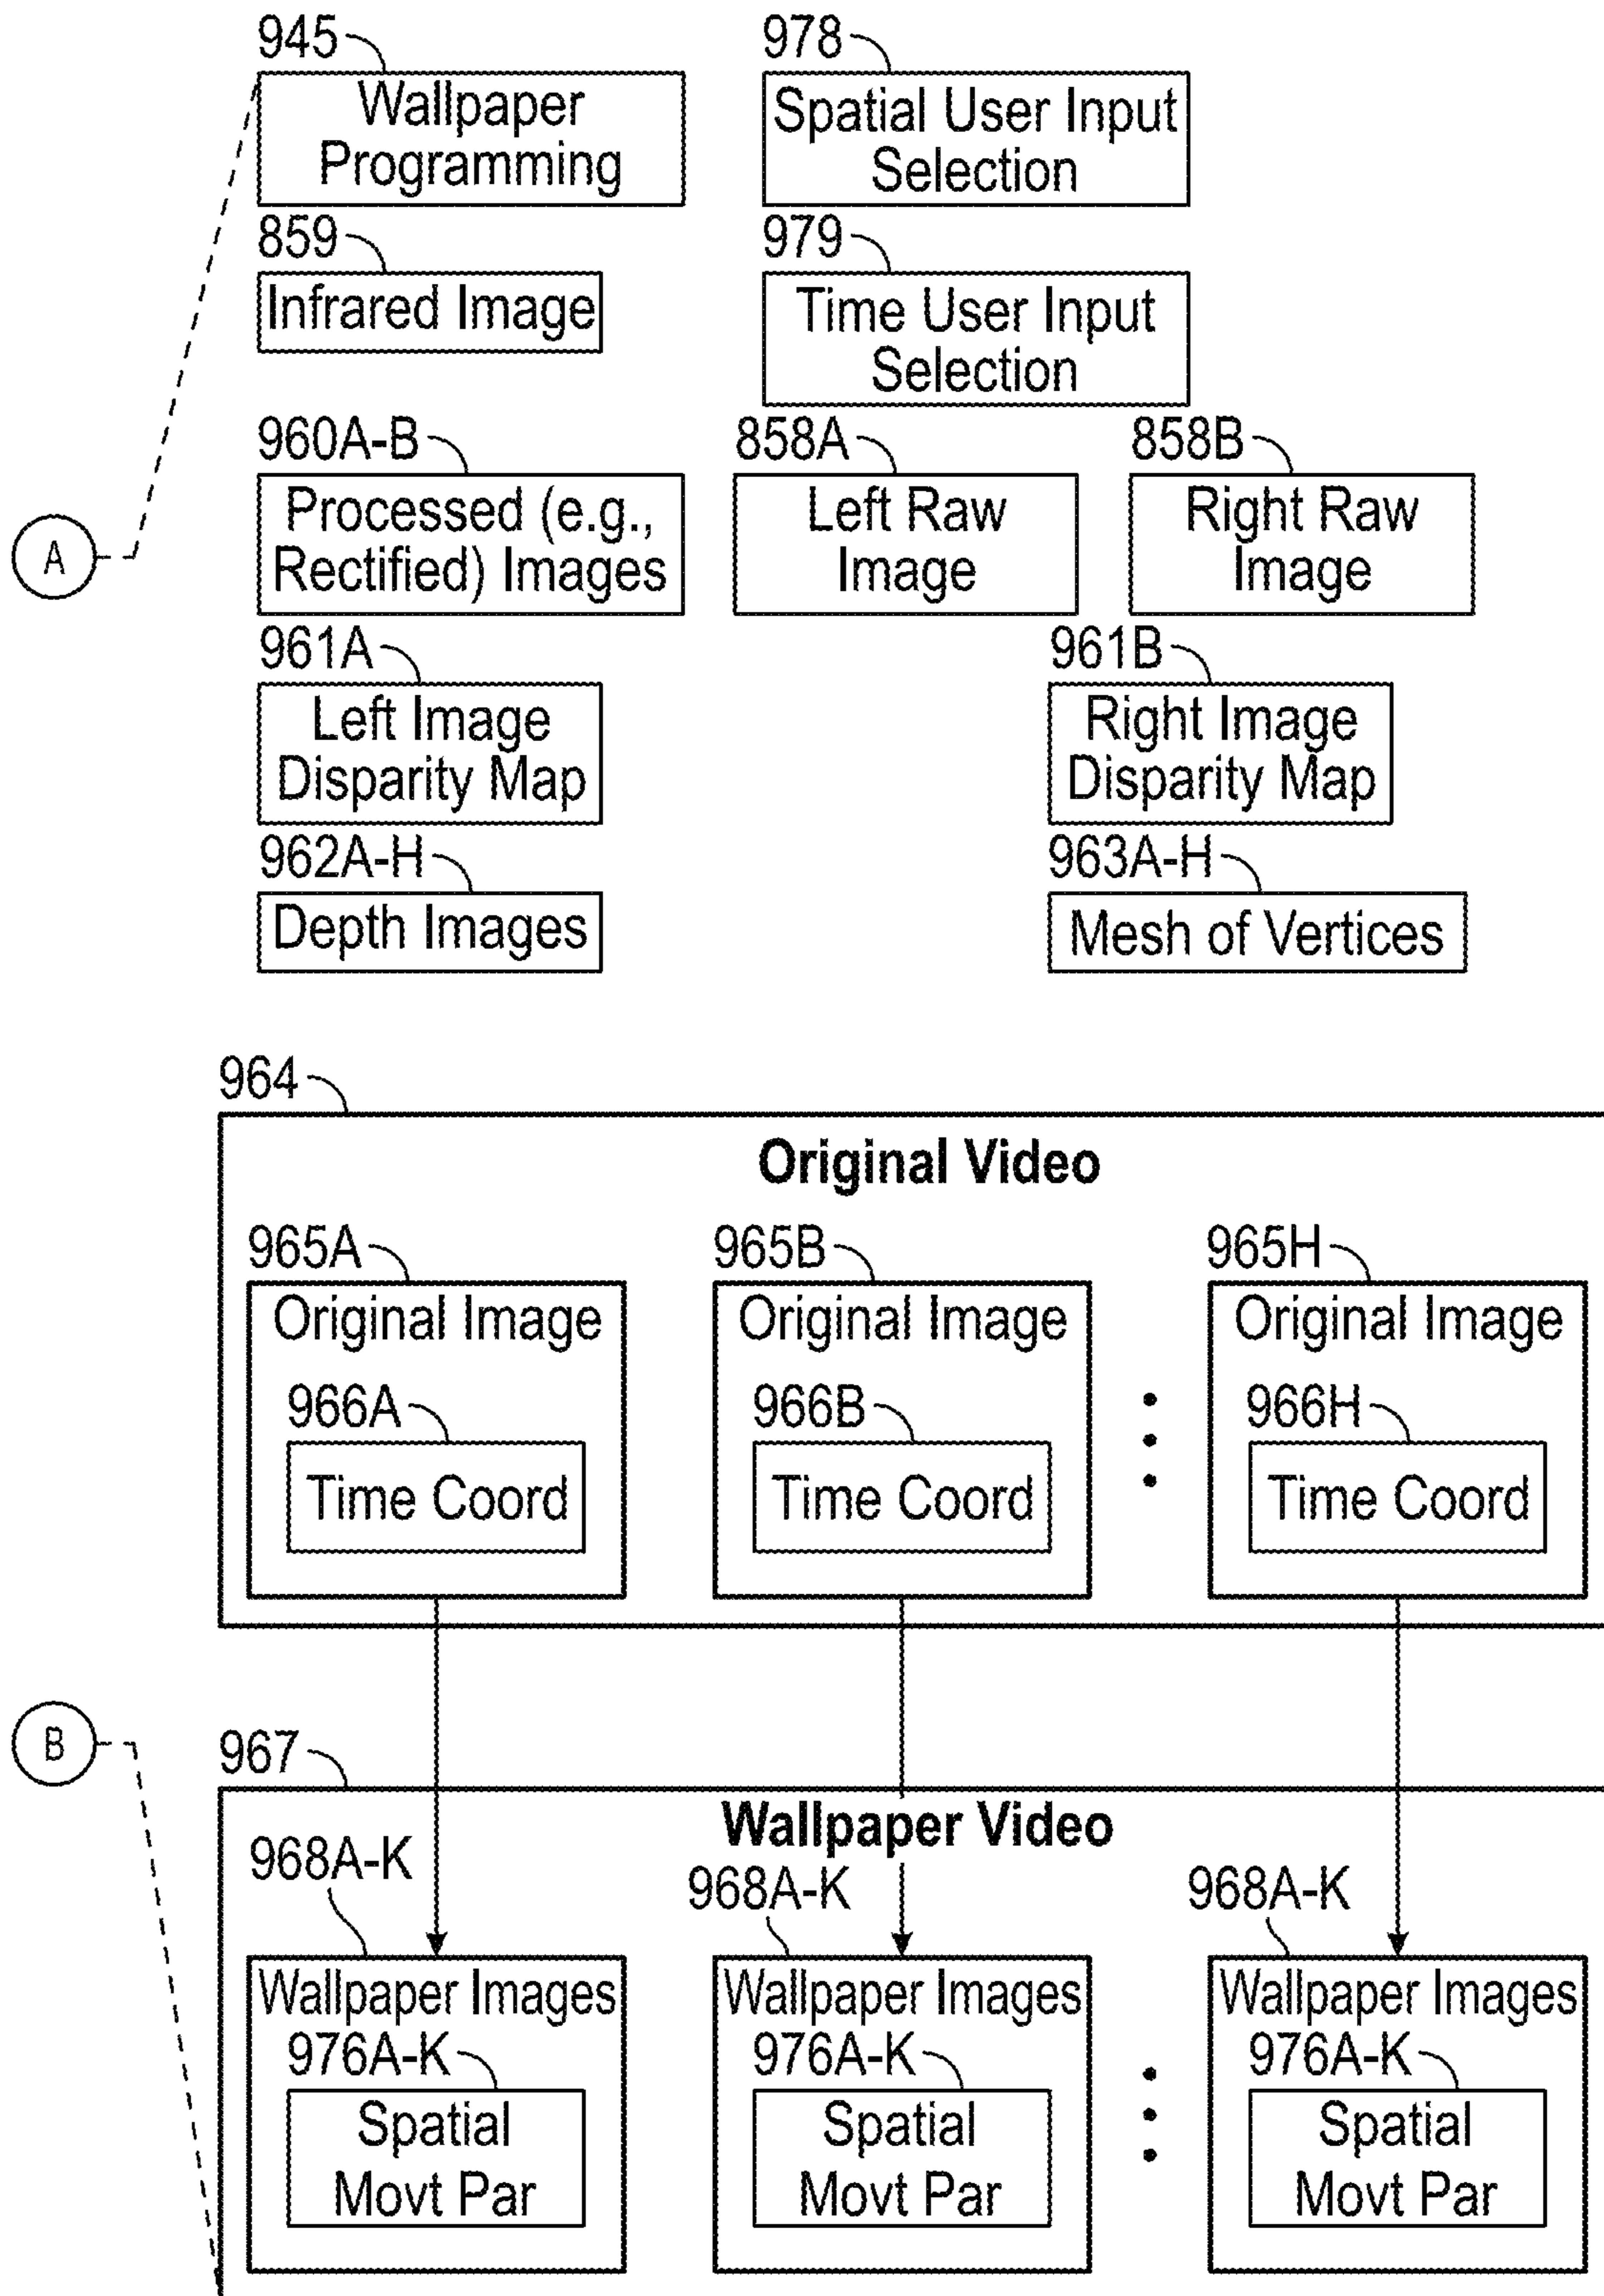 945
978
Wallpaper
Programming
Spatial User Input
Selection
859
979
Infrared Image
Time User Input
Selection
960A-B
858A
858B
Processed (e.g.,
Rectified) Images
Left Raw
Image
Right Raw
Image
A
961A
961B
Left Image
Disparity Map
Right Image
Disparity Map
962A-H
963A-H
Depth Images
Mesh of Vertices
964
Original Video
965A
965B
965H
Original Image
Original Image
Original Image
966A
966B
966H
Time Coord
Time Coord
Time Coord
B
967
Wallpaper Video
968A-K
968A-K
968A-K
Wallpaper Images
Wallpaper Images
Wallpaper Images
976A-K
976A-K
976A-K
Spatial
Movt Par
Spatial
Movt Par
Spatial
Movt Par